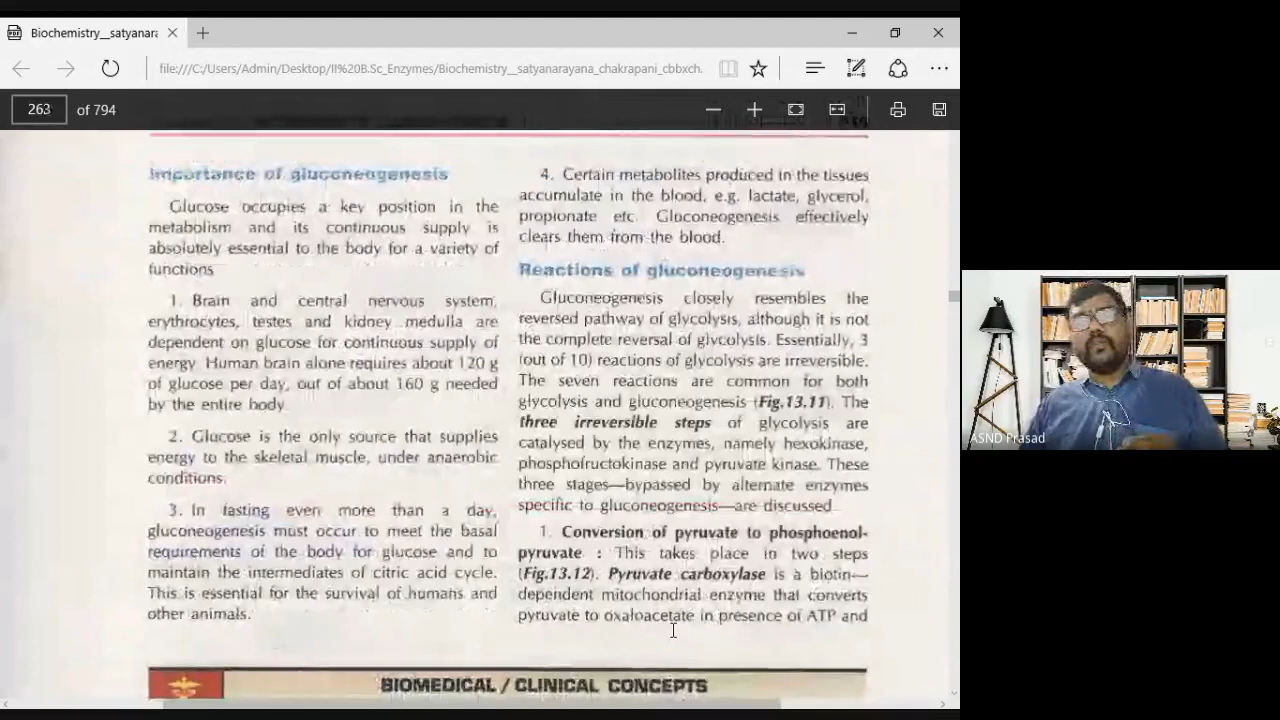 Biochemistry__satyanara
file:///C:/Users/Admin/Desktop/II%20B.Sc_Enzymes/Biochemistry__satyanarayana_chakrapani_cbbxch.
263 of 794
Importance of gluconeogenesis
Glucose occupies a key position in the
metabolism and its continuous supply is
absolutely essential to the body for a variety of
functions
1. Brain and central nervous system,
erythrocytes, testes and kidney medulla are
dependent on glucose for continuous supply of
energy. Human brain alone requires about 120 g
of glucose per day, out of about 160 g needed
by the entire body.
2. Glucose is the only source that supplies
energy to the skeletal muscle, under anaerobic
conditions.
3. In fasting even more than a day,
gluconeogenesis must occur to meet the basal
requirements of the body for glucose and to
maintain the intermediates of citric acid cycle.
This is essential for the survival of humans and
other animals.
4. Certain metabolites produced in the tissues
accumulate in the blood, e.g. lactate, glycerol,
propionate etc. Gluconeogenesis effectively
clears them from the blood.
Reactions of gluconeogenesis
Gluconeogenesis closely resembles the
reversed pathway of glycolysis, although it is not
the complete reversal of glycolysis. Essentially, 3
(out of 10) reactions of glycolysis are irreversible.
The seven reactions are common for both
glycolysis and gluconeogenesis (Fig.13.11). The
three irreversible steps of glycolysis are
catalysed by the enzymes, namely hexokinase,
phosphofructokinase and pyruvate kinase. These
three stages—bypassed by alternate enzymes
specific to gluconeogenesis—are discussed.
1. Conversion of pyruvate to phosphoenol-
pyruvate : This takes place in two steps
(Fig.13.12). Pyruvate carboxylase is a biotin—
dependent mitochondrial enzyme that converts
pyruvate to oxaloacetate in presence of ATP and
BIOMEDICAL / CLINICAL CONCEPTS
ASND Prasad